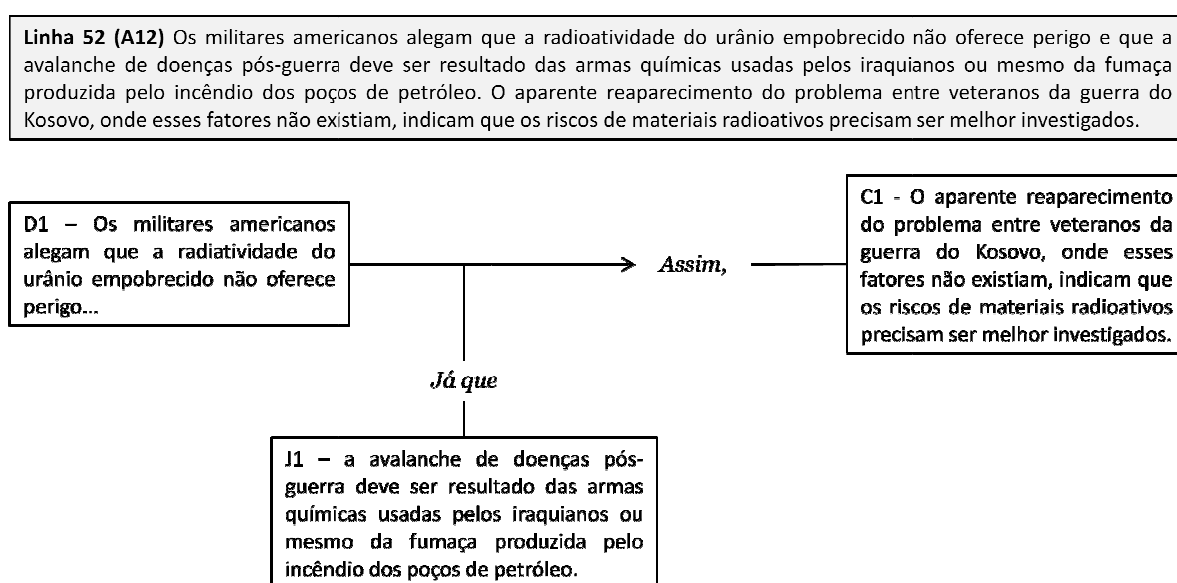 Linha 52 (A12) Os militares americanos alegam que a radioatividade do urânio empobrecido não oferece perigo e que a
avalanche de doenças pós-guerra deve ser resultado das armas químicas usadas pelos iraquianos ou mesmo da fumaça
produzida pelo incêndio dos poços de petróleo. O aparente reaparecimento do problema entre veteranos da guerra do
Kosovo, onde esses fatores não existiam, indicam que os riscos de materiais radioativos precisam ser melhor investigados.
D1 – Os militares americanos
alegam que a radiatividade do
urânio empobrecido não oferece
perigo...
Assim,
C1 - O aparente reaparecimento
do problema entre veteranos da
guerra do Kosovo, onde esses
fatores não existiam, indicam que
os riscos de materiais radioativos
precisam ser melhor investigados.
Já que
J1 – a avalanche de doenças pós-
guerra deve ser resultado das armas
químicas usadas pelos iraquianos ou
mesmo da fumaça produzida pelo
incêndio dos poços de petróleo.